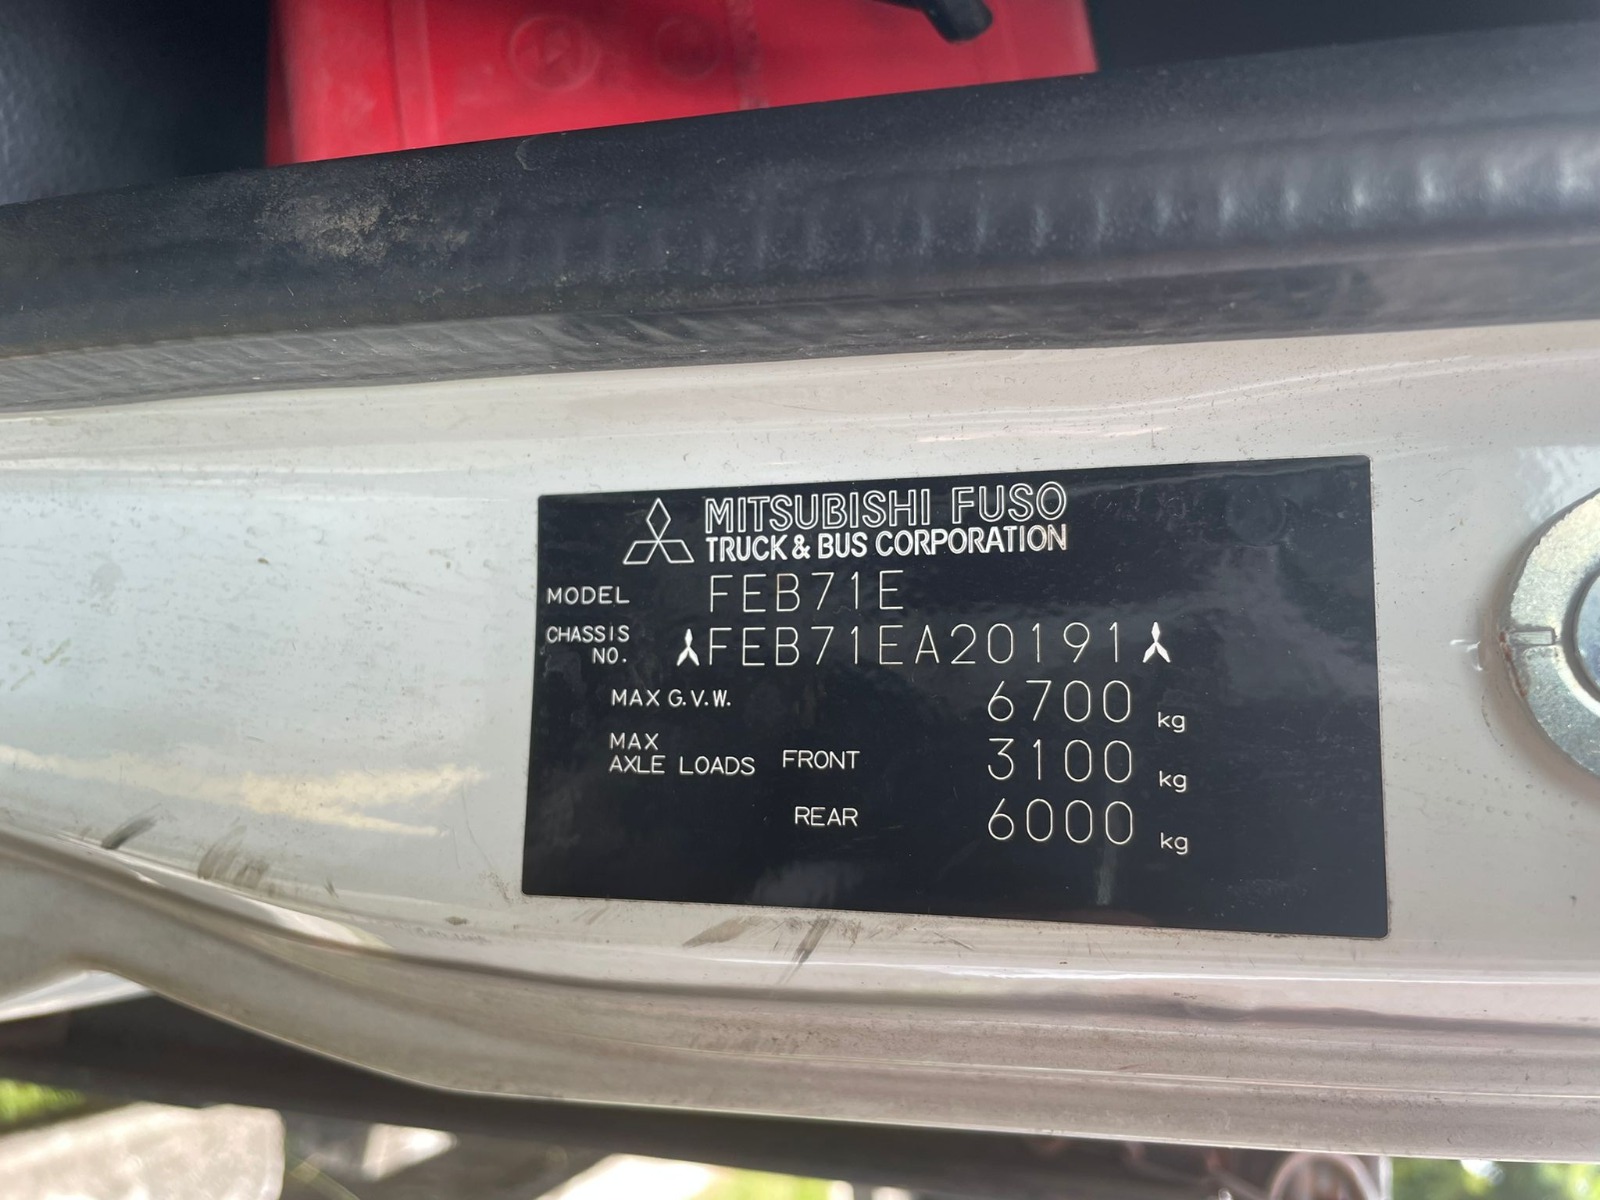 MITSUBISHI FUSO
TRUCK & BUS CORPORATION
MODEL FEB71E
CHASSIS NO. FEB71EA20191
MAX G.V.W. 6700 kg
MAX AXLE LOADS FRONT 3100 kg
REAR 6000 kg